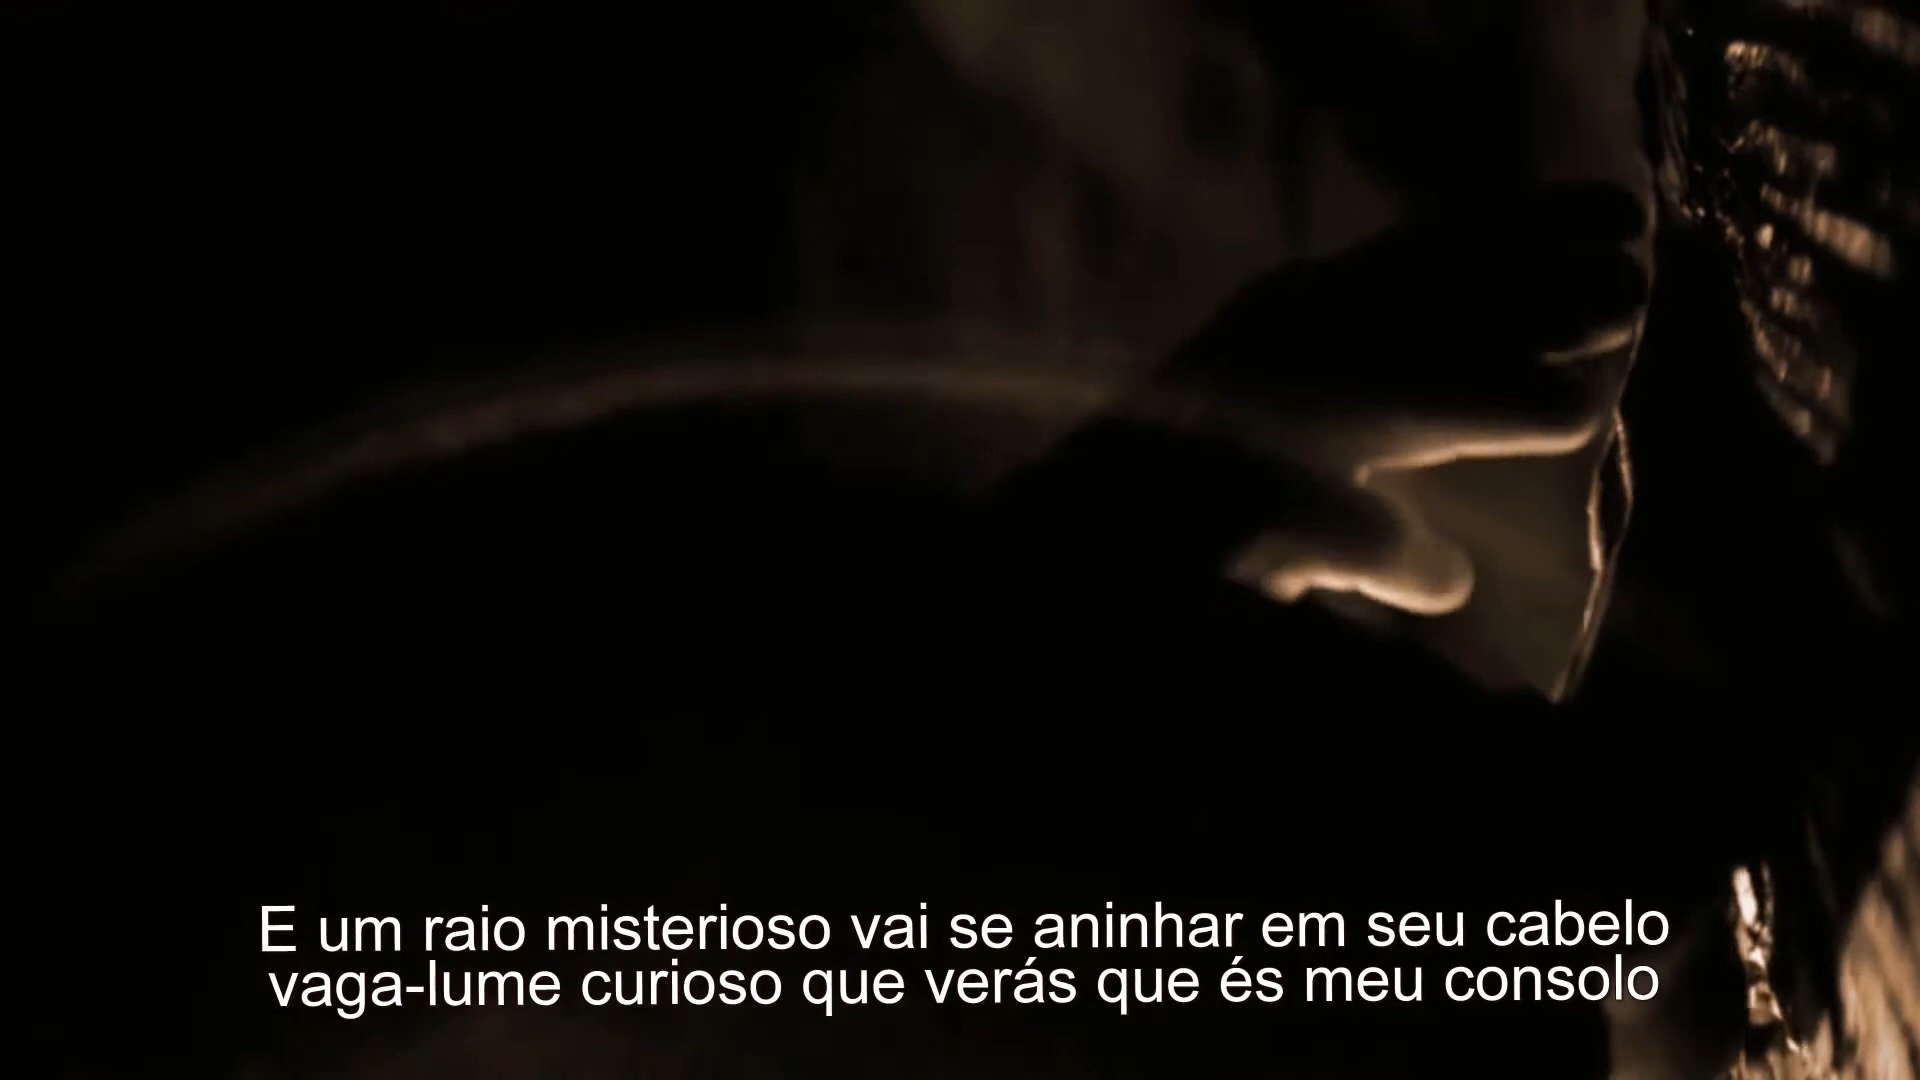 E um raio misterioso vai se aninhar em seu cabelo
vaga-lume curioso que verás que és meu consolo